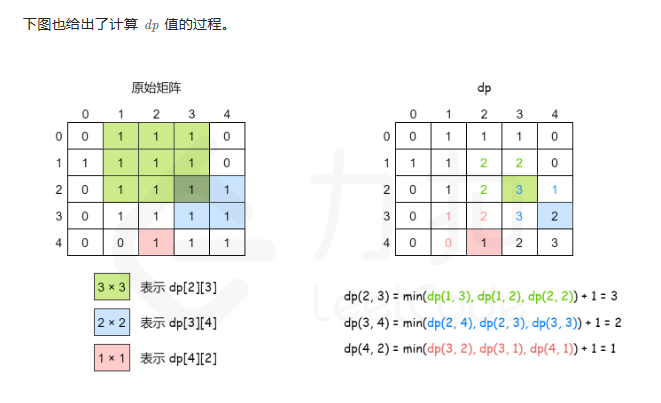 下图也给出了计算 dp 值的过程。
原始矩阵 dp
0 1 2 3 4 0 1 2 3 4
0 0 1 1 1 0 0 0 1 1 1 0
1 1 1 1 1 0 1 1 1 2 2 0
2 0 1 1 1 1 2 0 1 2 3 1
3 0 1 1 1 1 3 0 1 2 3 2
4 0 0 1 1 1 4 0 0 1 2 3
3 × 3 表示 dp[2][3]
2 × 2 表示 dp[3][4]
1 × 1 表示 dp[4][2]
dp(2, 3) = min(dp(1, 3), dp(1, 2), dp(2, 2)) + 1 = 3
dp(3, 4) = min(dp(2, 4), dp(2, 3), dp(3, 3)) + 1 = 2
dp(4, 2) = min(dp(3, 2), dp(3, 1), dp(4, 1)) + 1 = 1
力扣
LeetCode